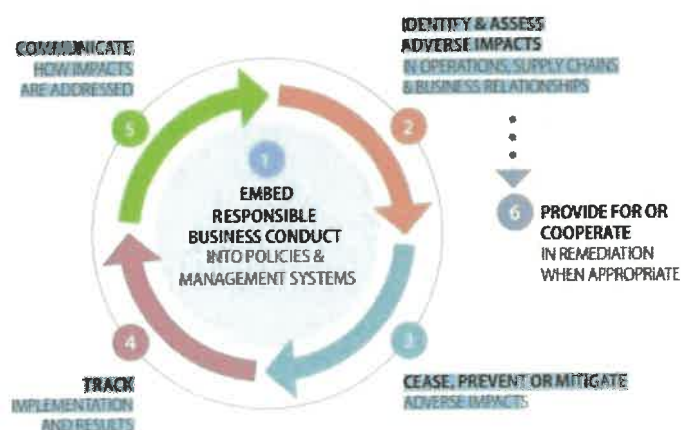 COMMUNICATE
HOW IMPACTS
ARE ADDRESSED
IDENTIFY & ASSESS
ADVERSE IMPACTS
IN OPERATIONS, SUPPLY CHAINS
& BUSINESS RELATIONSHIPS
5
2
1
EMBED
RESPONSIBLE
BUSINESS CONDUCT
INTO POLICIES &
MANAGEMENT SYSTEMS
6
PROVIDE FOR OR
COOPERATE
IN REMEDIATION
WHEN APPROPRIATE
4
3
TRACK
IMPLEMENTATION
AND RESULTS
CEASE, PREVENT OR MITIGATE
ADVERSE IMPACTS